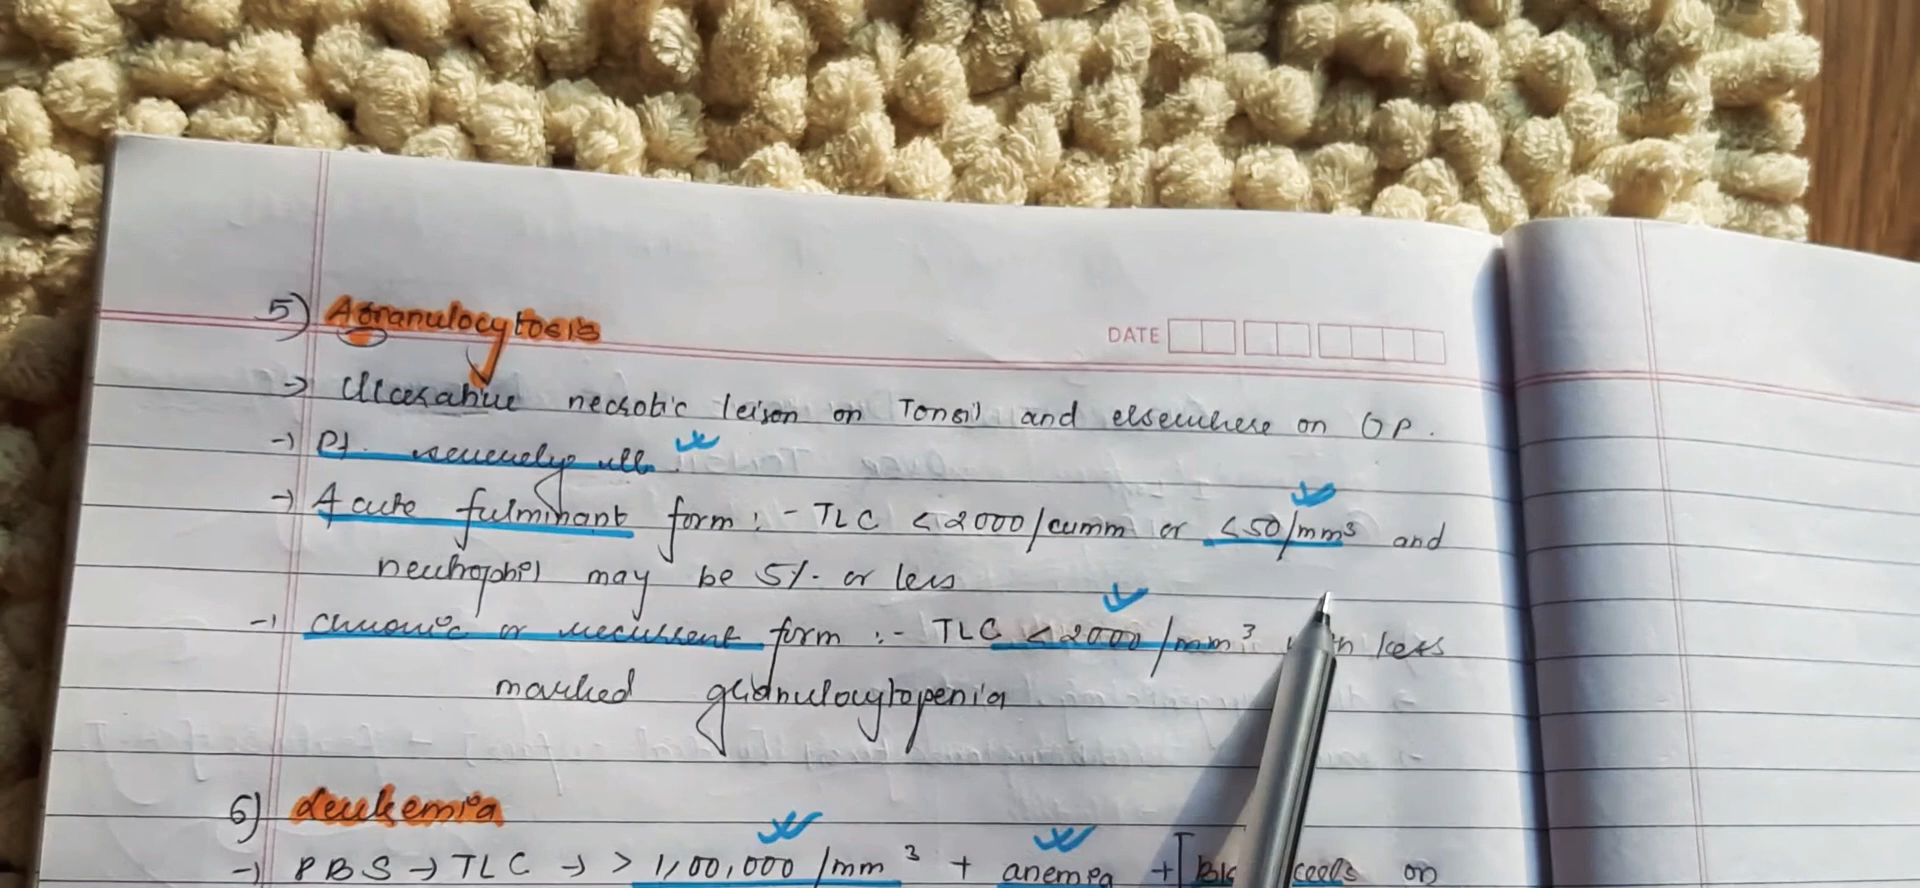 DATE
5) Agranulocytosis
→ Ulcerative necrotic leison on Tonsil and elsewhere on OP.
→ Pt. severely ill.
→ Acute fulminant form :- TLC <2000/cumm or <50/mm³ and
neutrophil may be 5%. or less
→ chronic or recurrent form :- TLC <2000/mm³ less
marked granulocytopenia
6) Leukemia
→ PBS → TLC → > 1,00,000 /mm³ + anemia + [ cells on